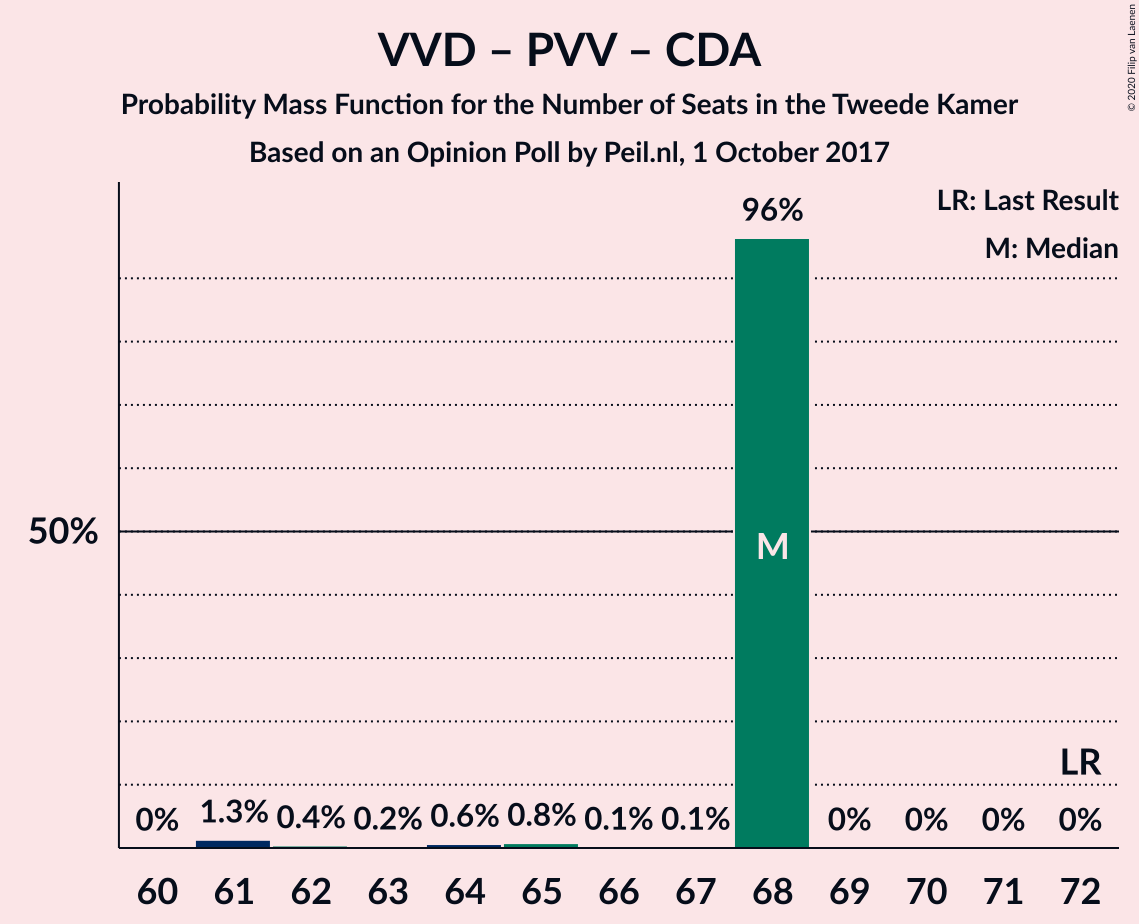 VVD – PVV – CDA
Probability Mass Function for the Number of Seats in the Tweede Kamer
Based on an Opinion Poll by Peil.nl, 1 October 2017
© 2020 Filip van Laenen
LR: Last Result
M: Median
96%
50%
M
LR
0% 1.3% 0.4% 0.2% 0.6% 0.8% 0.1% 0.1% 0% 0% 0% 0%
60 61 62 63 64 65 66 67 68 69 70 71 72